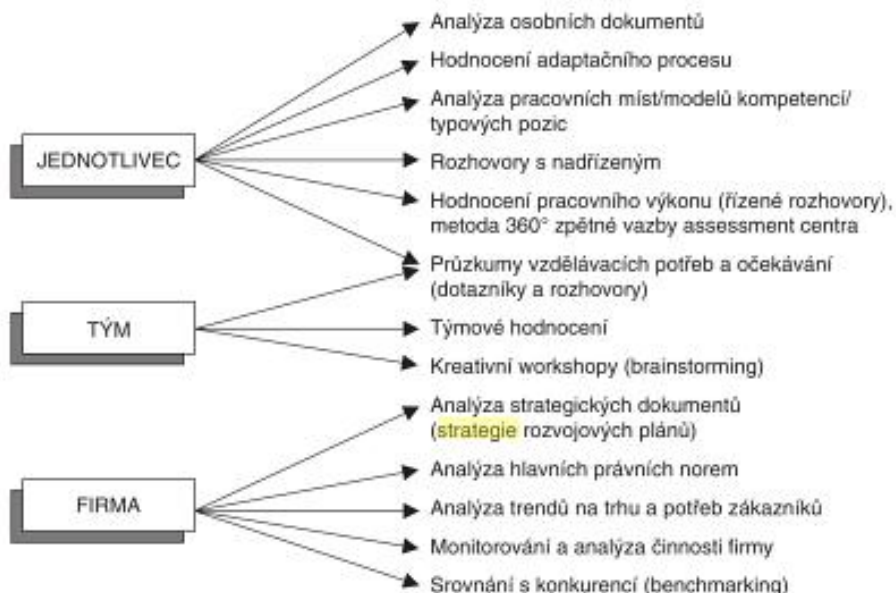 Analýza osobních dokumentů
Hodnocení adaptačního procesu
Analýza pracovních míst/modelů kompetencí/
typových pozic
JEDNOTLIVEC
Rozhovory s nadřízeným
Hodnocení pracovního výkonu (řízené rozhovory),
metoda 360° zpětné vazby assessment centra
Průzkumy vzdělávacích potřeb a očekávání
(dotazníky a rozhovory)
TÝM
Týmové hodnocení
Kreativní workshopy (brainstorming)
Analýza strategických dokumentů
(strategie rozvojových plánů)
Analýza hlavních právních norem
FIRMA
Analýza trendů na trhu a potřeb zákazníků
Monitorování a analýza činnosti firmy
Srovnání s konkurencí (benchmarking)